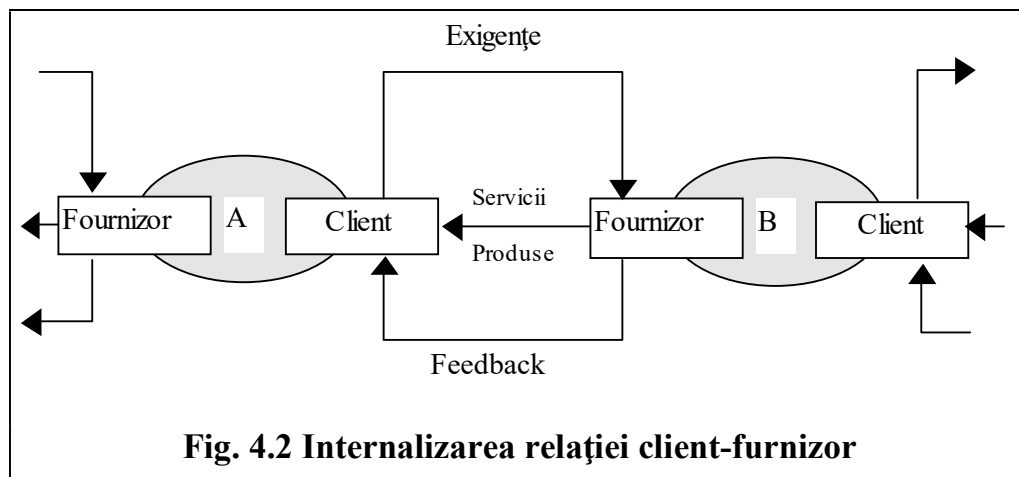 Exigenţe
Servicii
Fournizor
A
Client
Fournizor
B
Client
Produse
Feedback
Fig. 4.2 Internalizarea relaţiei client-furnizor